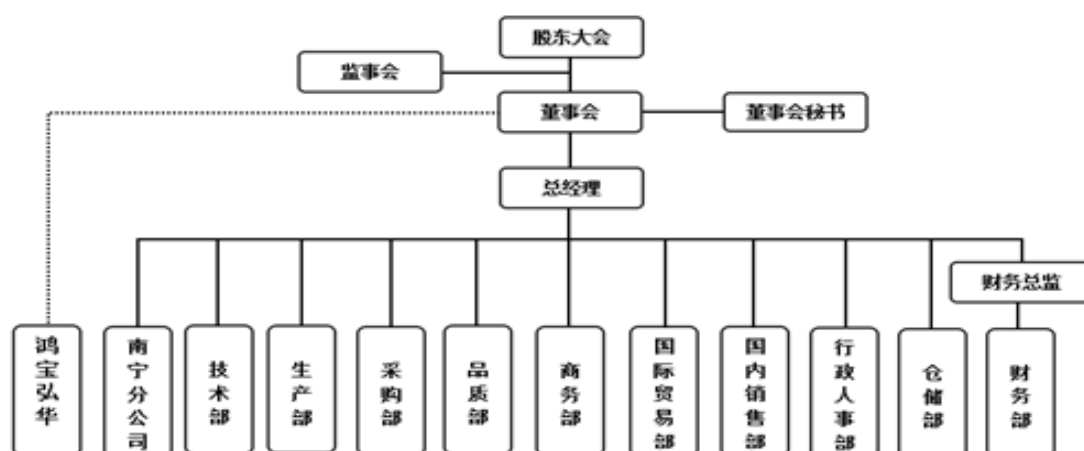 股东大会
监事会
董事会
董事会秘书
总经理
财务总监
鸿宝弘华
南宁分公司
技术部
生产部
采购部
品质部
商务部
国际贸易部
国内销售部
行政人事部
仓储部
财务部